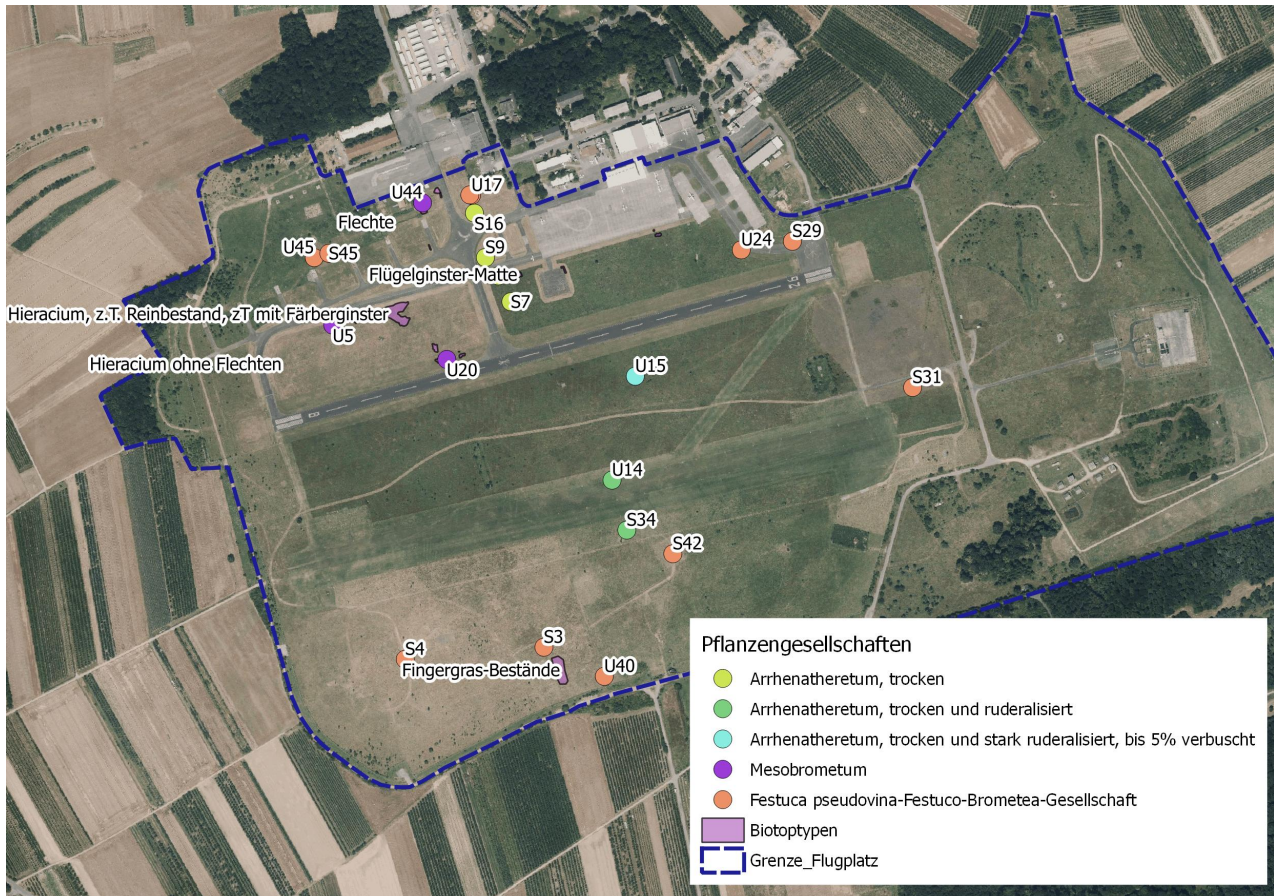 U44
U17
Flechte
S16
U45
S45
S9
U24
S29
Flügelginster-Matte
S7
26
Hieracium, z.T. Reinbestand, zT mit Färberginster
U5
Hieracium ohne Flechten
U20
U15
S31
8
U14
S34
S42
S3
S4
Fingergras-Bestände
U40
Pflanzengesellschaften
Arrhenatheretum, trocken
Arrhenatheretum, trocken und ruderalisiert
Arrhenatheretum, trocken und stark ruderalisiert, bis 5% verbuscht
Mesobrometum
Festuca pseudovina-Festuco-Brometea-Gesellschaft
Biotoptypen
Grenze_Flugplatz